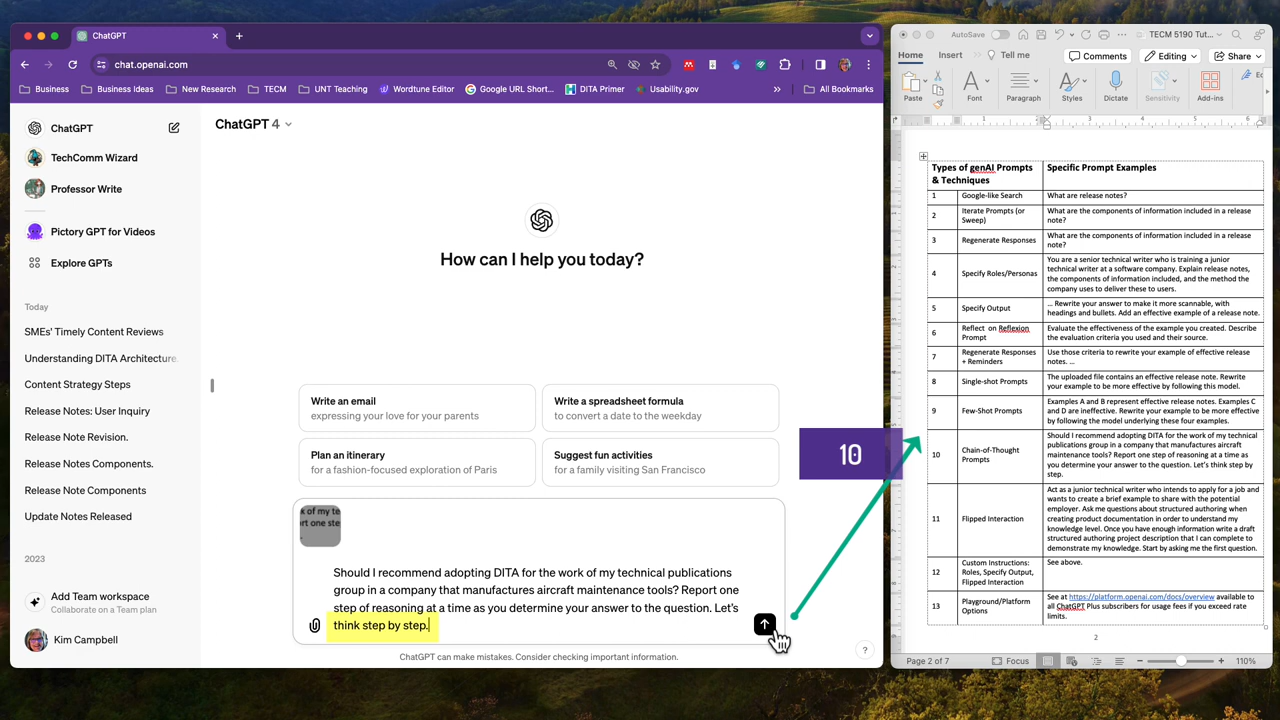 ChatGPT
chat.openai.com
Business
Business Ideas
New Research
TECM
ID Teaching
Wordtune Editor
Google URL Short...
DITA Primer
Usability.gov
»
All Bookmarks
ChatGPT
TechComm Wizard
Professor Write
Pictory GPT for Videos
Explore GPTs
Today
SMEs' Timely Content Reviews
Understanding DITA Architecture
Content Strategy Steps
Release Notes: User Inquiry
Release Note Revision.
Release Notes Components.
Release Note Components
Update Notes Released
2023
Add Team workspace
Collaborate on a Team plan
Kim Campbell
ChatGPT 4
How can I help you today?
Write an email
expressing your love for your parents
Write a spreadsheet formula
to convert a date to the weekday
Plan an itinerary
for a fashion-focused exploration of Paris
Suggest fun activities
for a family visiting San Francisco
of my t
ort one ste
Should I recommend adopting DITA for the work of my technical publications
group in a company that manufactures aircraft maintenance tools? Report one
step of reasoning at a time as you determine your answer to the question. Let's
think step by step.
ChatGPT can make mistakes. Consider checking important information.
?
10
AutoSave
TECM 5190 Tut...
Home
Insert
Tell me
Comments
Editing
Share
Paste
Font
Paragraph
Styles
Dictate
Sensitivity
Add-ins
1 2 3 4 5 6
Types of genAI Prompts
& Techniques
Specific Prompt Examples
1 Google-like Search What are release notes?
2 Iterate Prompts (or
Sweep)
What are the components of information included in a release
note?
3 Regenerate Responses
What are the components of information included in a release
note?
4 Specify Roles/Personas
You are a senior technical writer who is training a junior
technical writer at a software company. Explain release notes,
the components of information included, and the method the
company uses to deliver these to users.
5 Specify Output
... Rewrite your answer to make it more scannable, with
headings and bullets. Add an effective example of a release note.
6 Reflect on Reflexion
Prompt
Evaluate the effectiveness of the example you created. Describe
the evaluation criteria you used and their source.
7 Regenerate Responses
+ Reminders
Use those criteria to rewrite your example of effective release
notes. ...
8 Single-shot Prompts
The uploaded file contains an effective release note. Rewrite
your example to be more effective by following this model.
9 Few-Shot Prompts
Examples A and B represent effective release notes. Examples C
and D are ineffective. Rewrite your example to be more effective
by following the model underlying these four examples.
10 Chain-of-Thought
Prompts
Should I recommend adopting DITA for the work of my technical
publications group in a company that manufactures aircraft
maintenance tools? Report one step of reasoning at a time as
you determine your answer to the question. Let's think step by
step.
11 Flipped Interaction
Act as a junior technical writer who intends to apply for a job and
wants to create a brief example to share with the potential
employer. Ask me questions about structured authoring when
creating product documentation in order to understand my
knowledge level. Once you have enough information write a draft
structured authoring project description that I can complete to
demonstrate my knowledge. Start by asking me the first question.
12 Custom Instructions:
Roles, Specify Output,
Flipped Interaction
See above.
13 Playground/Platform
Options
See at https://platform.openai.com/docs/overview available to
all ChatGPT Plus subscribers for usage fees if you exceed rate
limits.
2
Page 2 of 7
Focus
110%